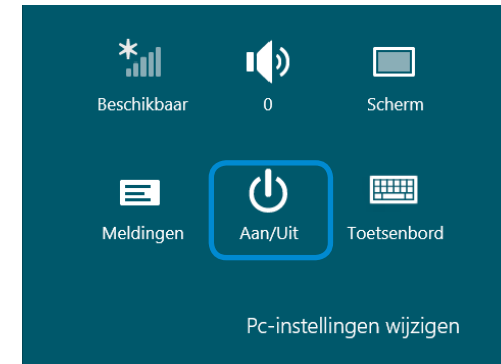 Beschikbaar
0
Scherm
Meldingen
Aan/Uit
Toetsenbord
Pc-instellingen wijzigen